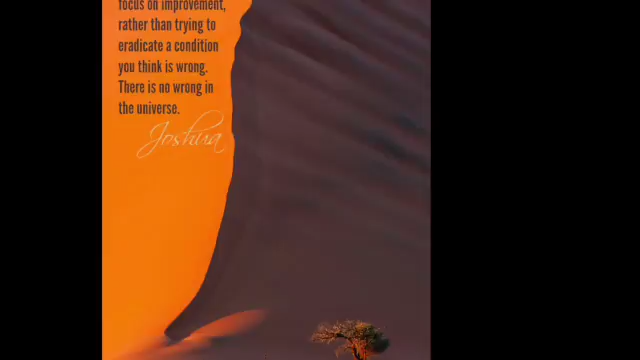 focus on improvement,
rather than trying to
eradicate a condition
you think is wrong.
There is no wrong in
the universe.
Joshua